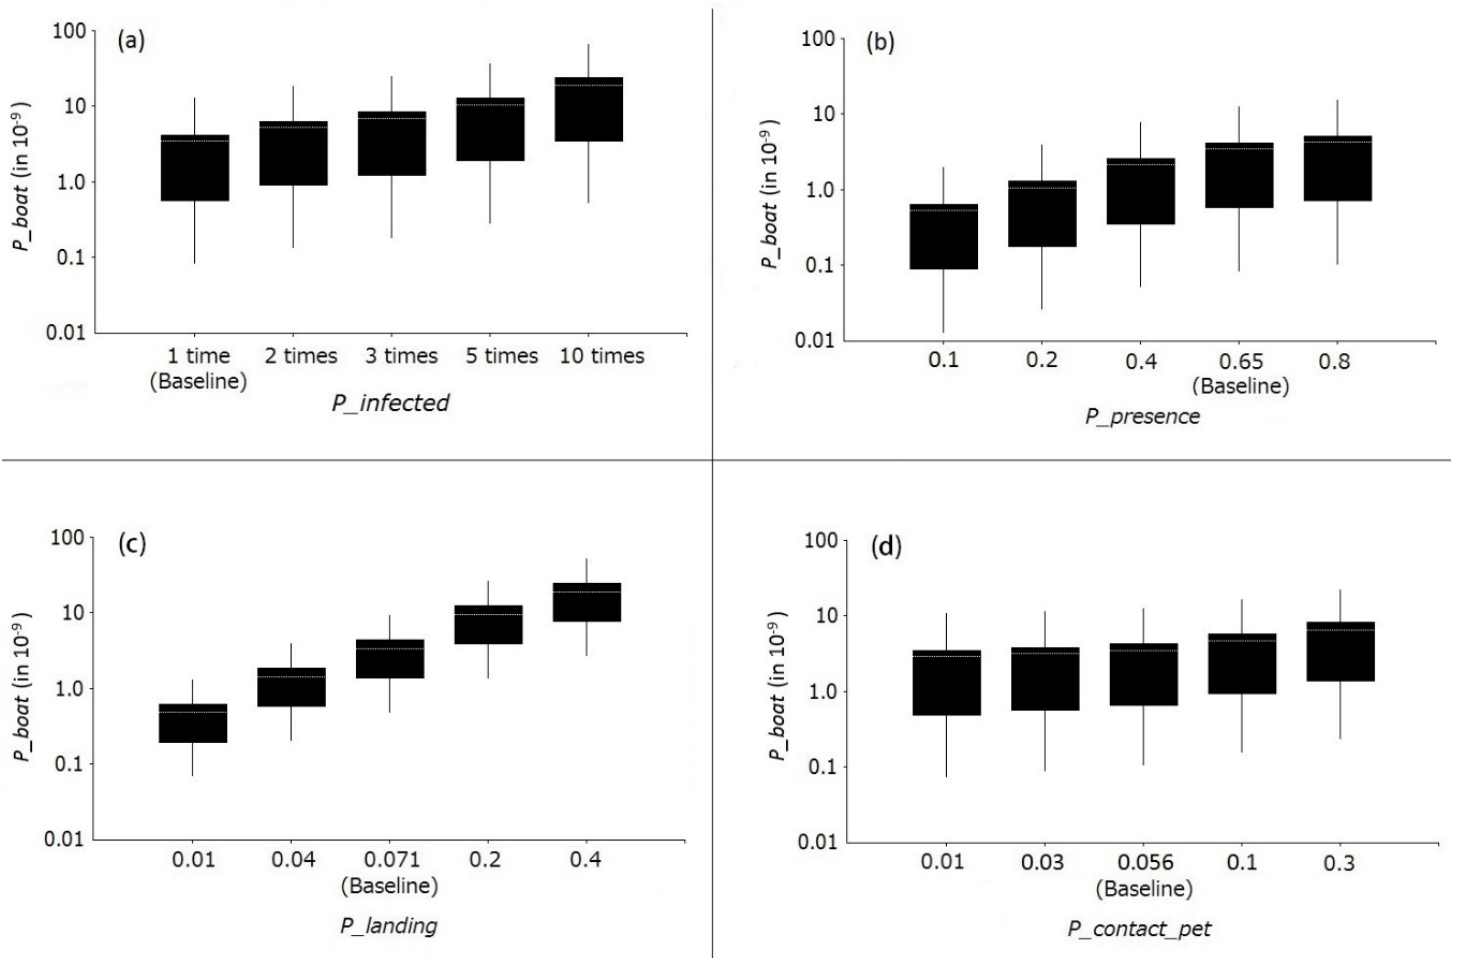 (a)
P_boat (in 10⁻⁹)
100
10
1.0
0.1
0.01
1 time 2 times 3 times 5 times 10 times
(Baseline)
P_infected
(b)
P_boat (in 10⁻⁹)
100
10
1.0
0.1
0.01
0.1 0.2 0.4 0.65 0.8
(Baseline)
P_presence
(c)
P_boat (in 10⁻⁹)
100
10
1.0
0.1
0.01
0.01 0.04 0.071 0.2 0.4
(Baseline)
P_landing
(d)
P_boat (in 10⁻⁹)
100
10
1.0
0.1
0.01
0.01 0.03 0.056 0.1 0.3
(Baseline)
P_contact_pet